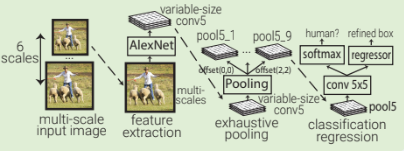 6
scales
...
multi-scale
input image
variable-size
conv5
AlexNet
multi-
scales
feature
extraction
pool5_1 ... pool5_9
offset(0,0)
offset(2,2)
Pooling
variable-size
conv5
exhaustive
pooling
human?
refined box
softmax
regressor
conv 5x5
pool5
classification
regression